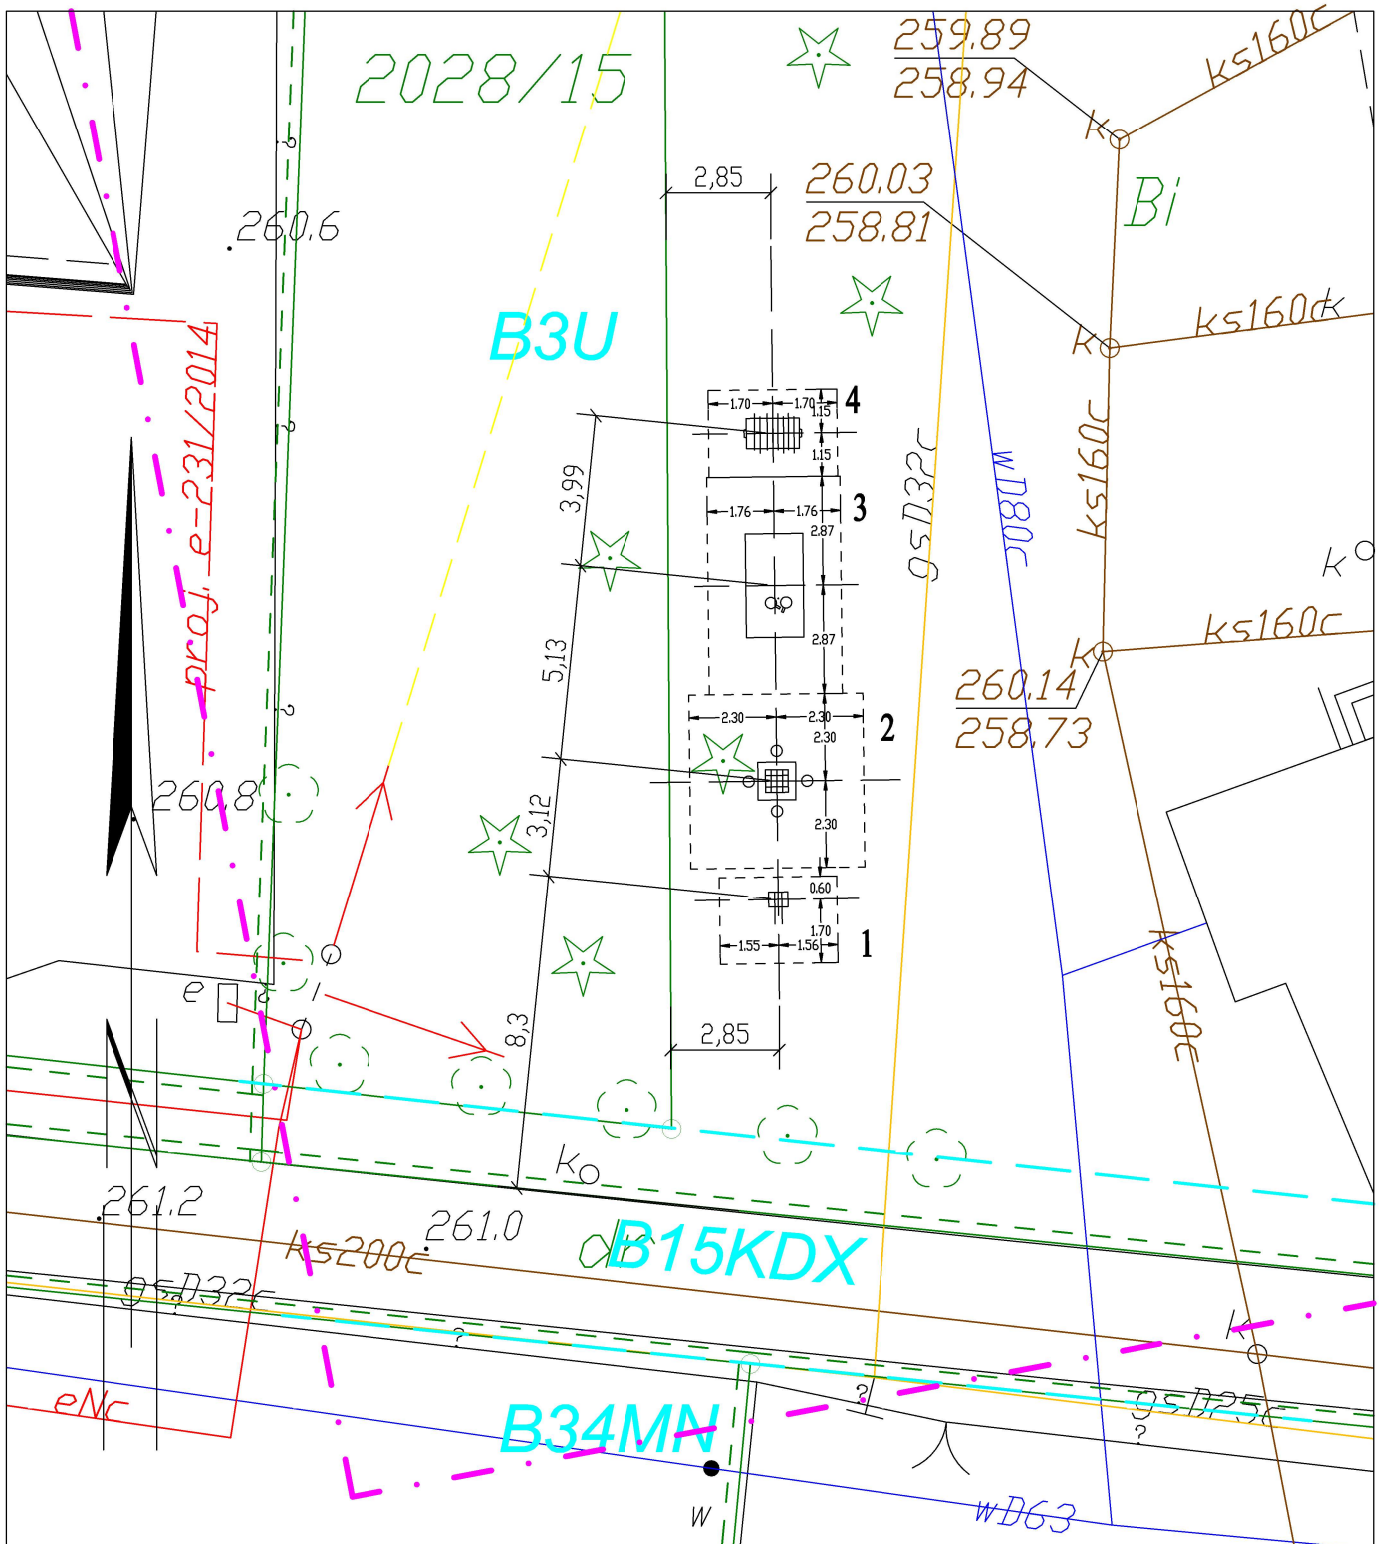 259.89
258.94
ks160c
2028/15
k
2,85
260.03
258.81
Bi
?
260.6
B3U
ks160c
k
k
proj. e-231/2014
1.70
1.70
1.15
4
1.15
?
gsD32c
wD80c
ks160c
3,99
1.76
1.76
3
2.87
k
2.87
ks160c
k
5,13
260.14
258.73
?
2.30
2.30
2.30
2
260.8
3,12
2.30
0.60
1.70
1.55
1.56
1
ks160c
e
?
8,3
2,85
k
261.2
261.0
dr
B15KDX
ks200c
gsD32c
?
?
k
eNc
B34MN
?
gsD25c
?
w
wD63